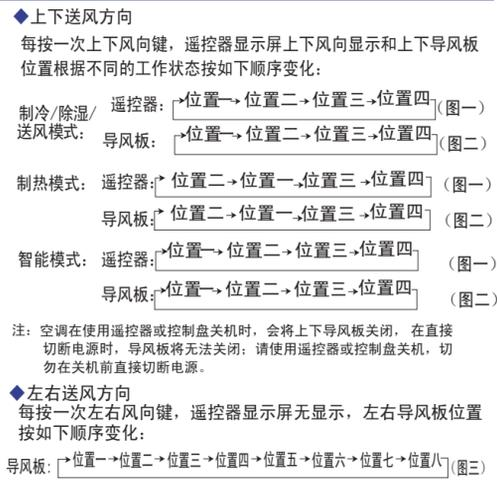 ◆上下送风方向
每按一次上下风向键，遥控器显示屏上下风向显示和上下导风板
位置根据不同的工作状态按如下顺序变化：
制冷/除湿/
送风模式：
遥控器：位置一→位置二→位置三→位置四（图一）
导风板：位置一→位置二→位置三→位置四（图二）
制热模式：遥控器：位置二→位置一→位置三→位置四（图一）
导风板：位置二→位置一→位置三→位置四（图二）
智能模式：遥控器：位置一→位置二→位置三→位置四（图一）
导风板：位置一→位置二→位置三→位置四（图二）
注：空调在使用遥控器或控制盘关机时，会将上下导风板关闭，在直接
切断电源时，导风板将无法关闭；请使用遥控器或控制盘关机，切
勿在关机前直接切断电源。
◆左右送风方向
每按一次左右风向键，遥控器显示屏无显示，左右导风板位置
按如下顺序变化：
导风板：位置一→位置二→位置三→位置四→位置五→位置六→位置七→位置八（图三）